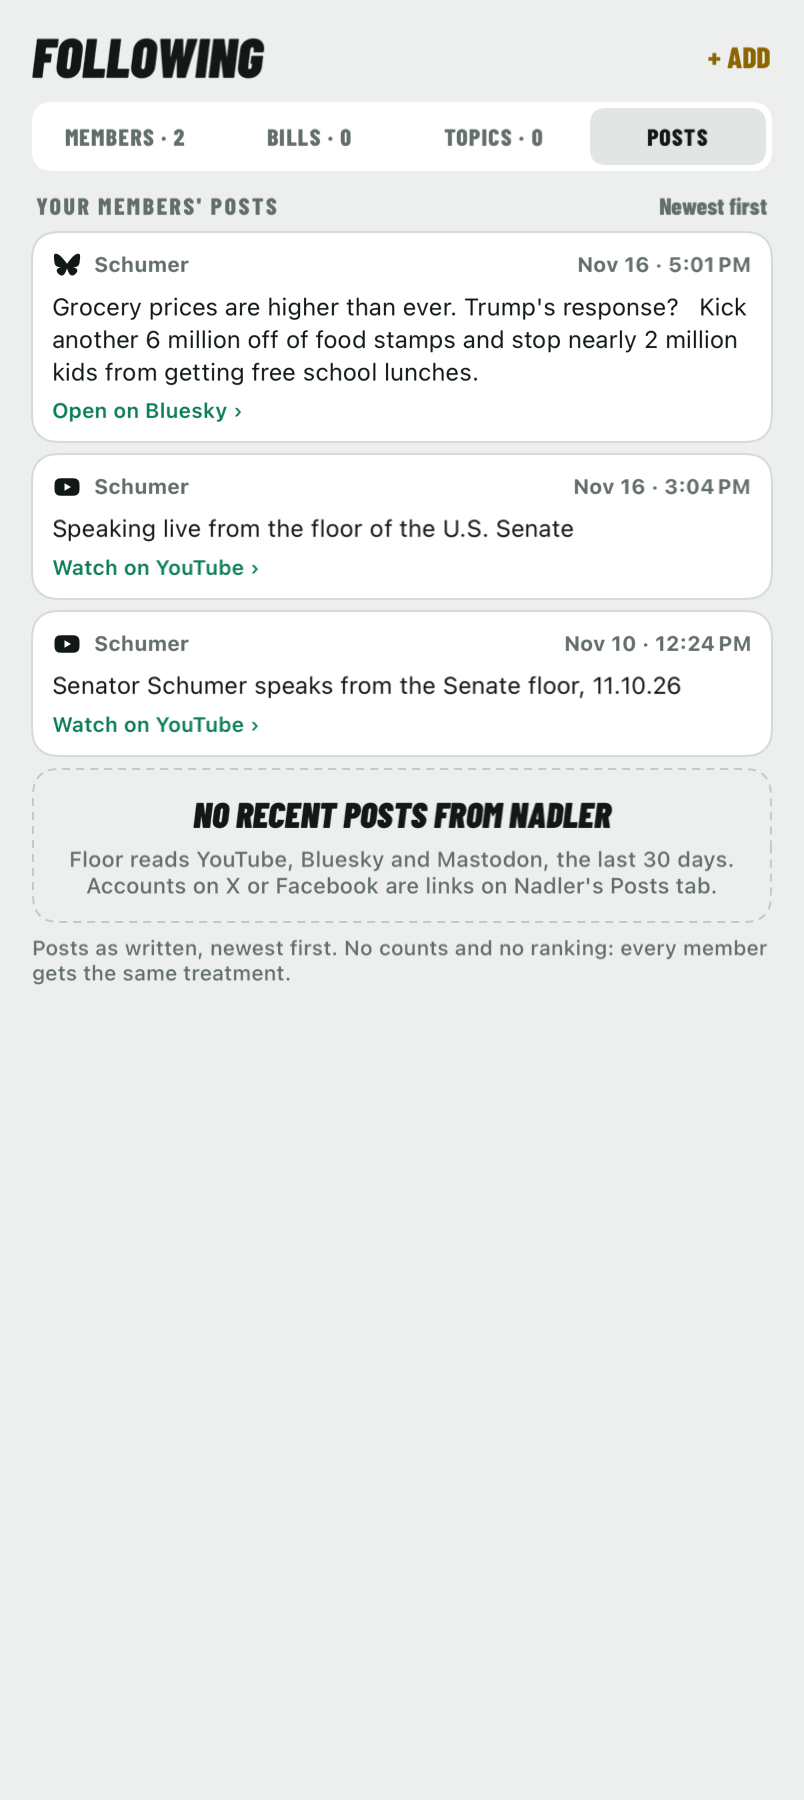 FOLLOWING
+ ADD
MEMBERS · 2
BILLS · 0
TOPICS · 0
POSTS
YOUR MEMBERS' POSTS
Newest first
Schumer
Nov 16 · 5:01 PM
Grocery prices are higher than ever. Trump's response?   Kick
another 6 million off of food stamps and stop nearly 2 million
kids from getting free school lunches.
Open on Bluesky ›
Schumer
Nov 16 · 3:04 PM
Speaking live from the floor of the U.S. Senate
Watch on YouTube ›
Schumer
Nov 10 · 12:24 PM
Senator Schumer speaks from the Senate floor, 11.10.26
Watch on YouTube ›
NO RECENT POSTS FROM NADLER
Floor reads YouTube, Bluesky and Mastodon, the last 30 days.
Accounts on X or Facebook are links on Nadler's Posts tab.
Posts as written, newest first. No counts and no ranking: every member
gets the same treatment.